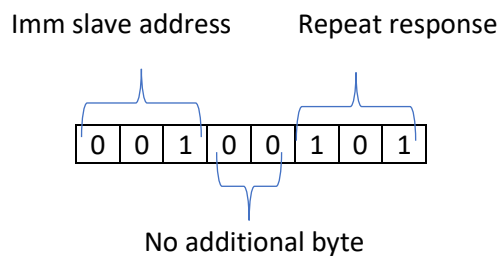 Imm slave address Repeat response
0 0 1 0 0 1 0 1
No additional byte